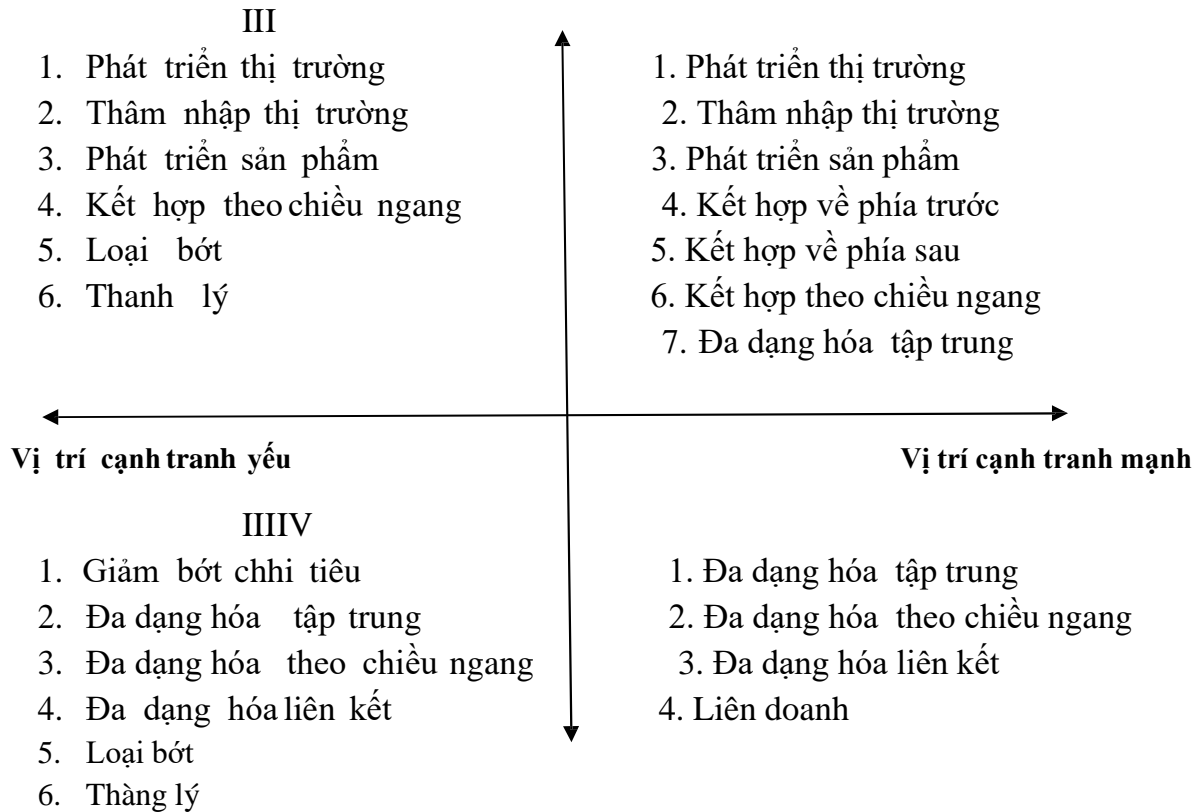 III
1. Phát triển thị trường
2. Thâm nhập thị trường
3. Phát triển sản phẩm
4. Kết hợp theo chiều ngang
5. Loại bớt
6. Thanh lý
1. Phát triển thị trường
2. Thâm nhập thị trường
3. Phát triển sản phẩm
4. Kết hợp về phía trước
5. Kết hợp về phía sau
6. Kết hợp theo chiều ngang
7. Đa dạng hóa tập trung
Vị trí cạnh tranh yếu
Vị trí cạnh tranh mạnh
IIIIV
1. Giảm bớt chhi tiêu
2. Đa dạng hóa tập trung
3. Đa dạng hóa theo chiều ngang
4. Đa dạng hóa liên kết
5. Loại bớt
6. Thàng lý
1. Đa dạng hóa tập trung
2. Đa dạng hóa theo chiều ngang
3. Đa dạng hóa liên kết
4. Liên doanh